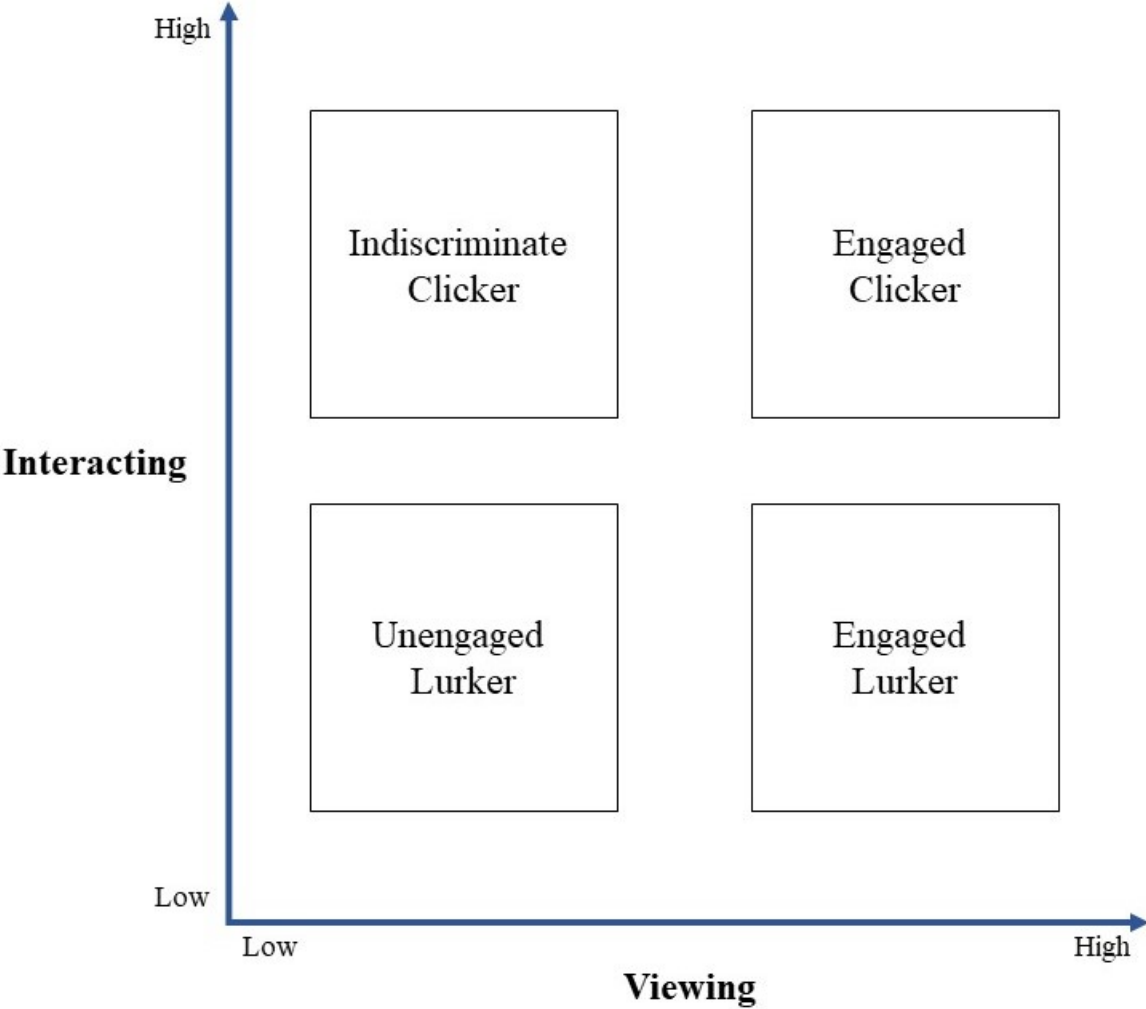 High
Indiscriminate
Clicker
Engaged
Clicker
Interacting
Unengaged
Lurker
Engaged
Lurker
Low
Low
High
Viewing